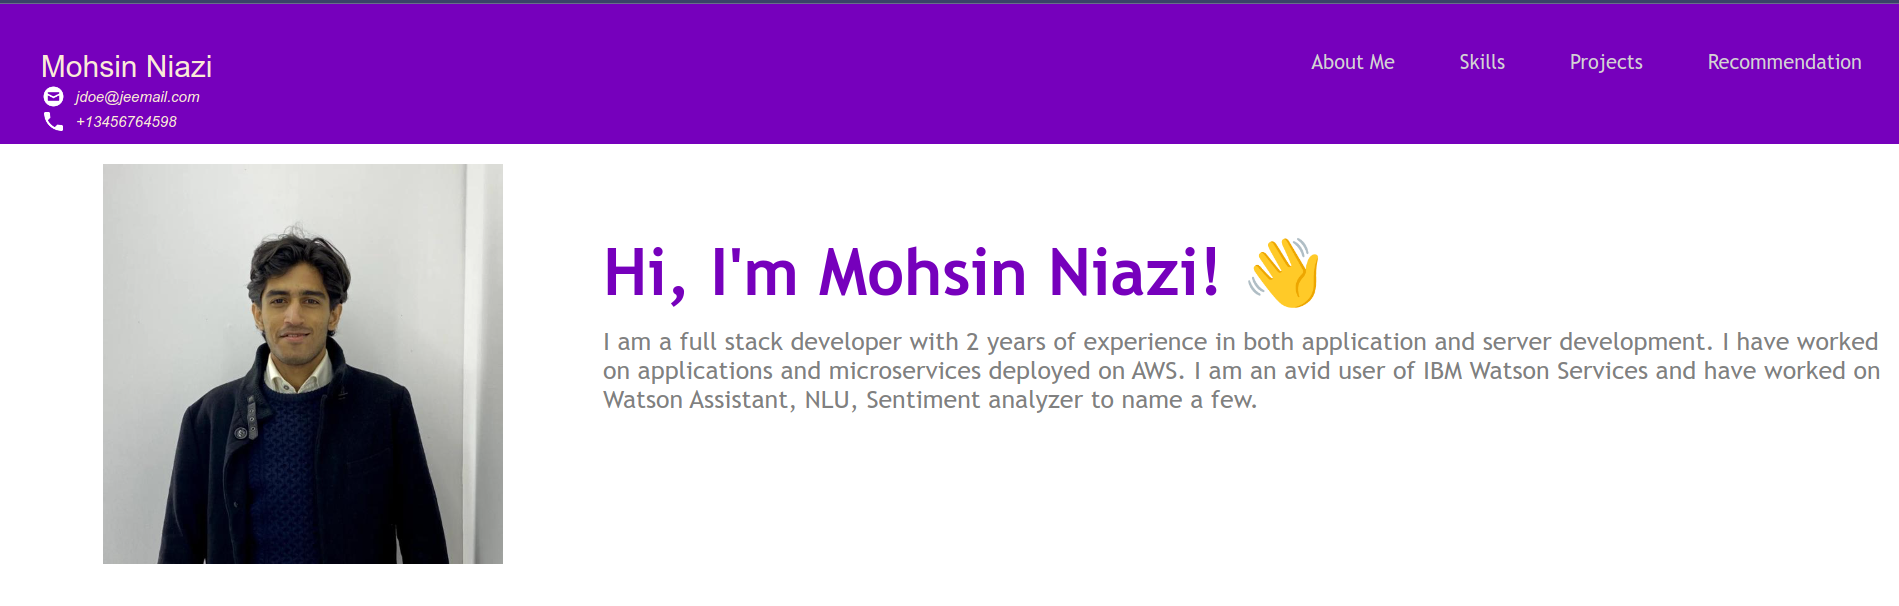 Mohsin Niazi
jdoe@jeemail.com
+13456764598
About Me
Skills
Projects
Recommendation
Hi, I'm Mohsin Niazi! 👋
I am a full stack developer with 2 years of experience in both application and server development. I have worked
on applications and microservices deployed on AWS. I am an avid user of IBM Watson Services and have worked on
Watson Assistant, NLU, Sentiment analyzer to name a few.